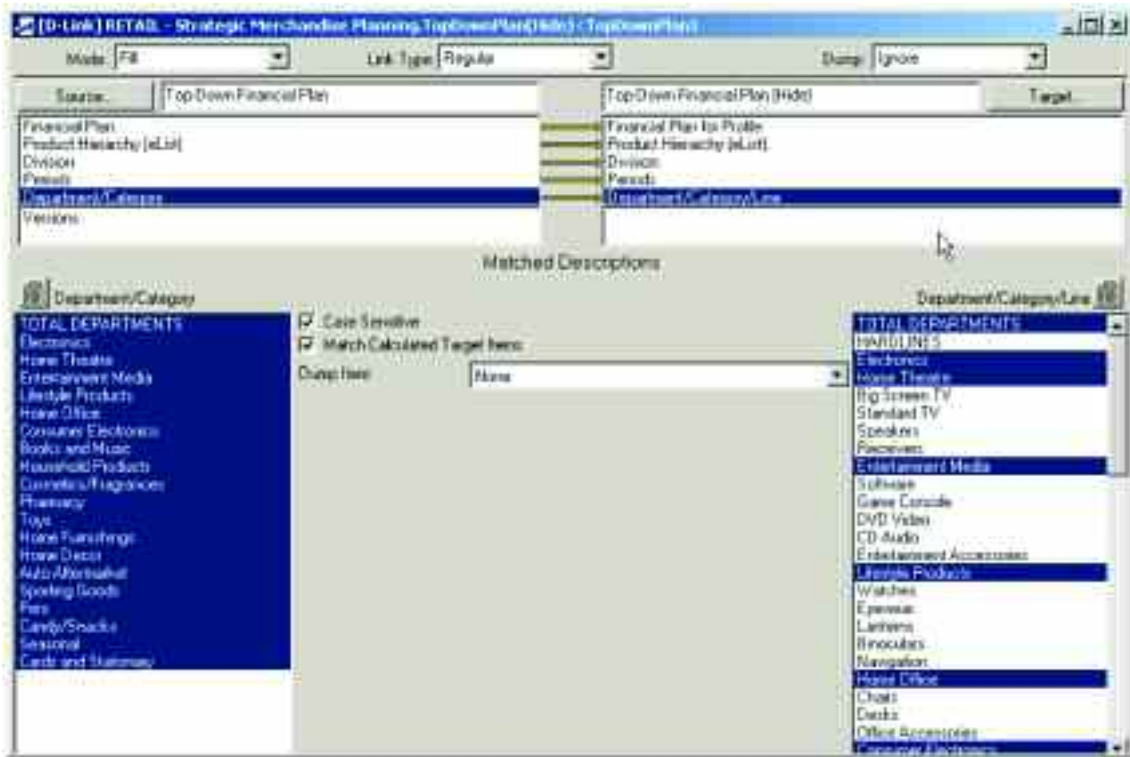 [D-Link] RETAIL - Strategic Merchandise Planning.TopDownPlan(Hide)<TopDownPlan>
Mode: Fill Link Type: Regular Dump: Ignore
Source... Top Down Financial Plan Top Down Financial Plan (Hide) Target...
Financial Plan
Product Hierarchy (eList)
Division
Periods
Department/Category
Versions
Financial Plan for Profile
Product Hierarchy (eList)
Division
Periods
Department/Category/Line
Matched Descriptions
Department/Category
TOTAL DEPARTMENTS
Electronics
Home Theatre
Entertainment Media
Lifestyle Products
Home Office
Consumer Electronics
Books and Music
Household Products
Cosmetics/Fragrances
Pharmacy
Toys
Home Furnishings
Home Decor
Auto Aftermarket
Sporting Goods
Pets
Candy/Snacks
Seasonal
Cards and Stationary
Case Sensitive
Match Calculated Target Items
Dump Item: None
Department/Category/Line
TOTAL DEPARTMENTS
HARDLINES
Electronics
Home Theatre
Big Screen TV
Standard TV
Speakers
Receivers
Entertainment Media
Software
Game Console
DVD Video
CD Audio
Entertainment Accessories
Lifestyle Products
Watches
Eyewear
Lanterns
Binoculars
Navigation
Home Office
Chairs
Desks
Office Accessories
Consumer Electronics